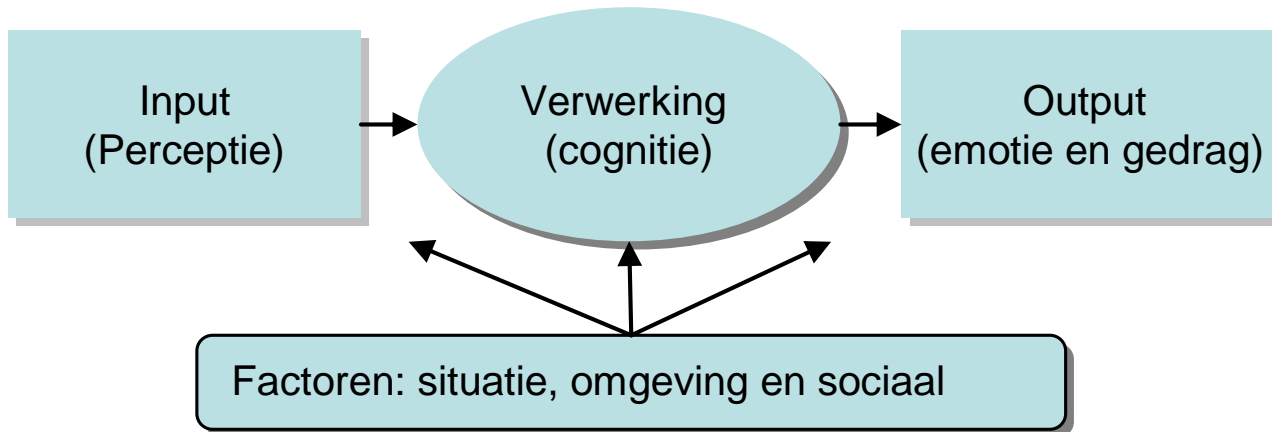 Input
(Perceptie)
Verwerking
(cognitie)
Output
(emotie en gedrag)
Factoren: situatie, omgeving en sociaal